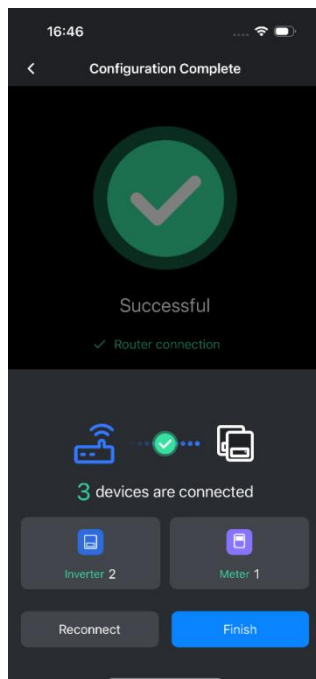 16:46
Configuration Complete
Successful
Router connection
3 devices are connected
Inverter 2
Meter 1
Reconnect
Finish